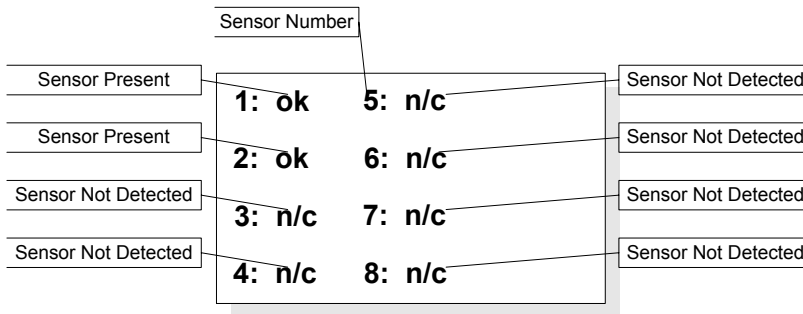 Sensor Number
Sensor Present
1: ok 5: n/c
Sensor Not Detected
Sensor Present
2: ok 6: n/c
Sensor Not Detected
Sensor Not Detected
3: n/c 7: n/c
Sensor Not Detected
Sensor Not Detected
4: n/c 8: n/c
Sensor Not Detected